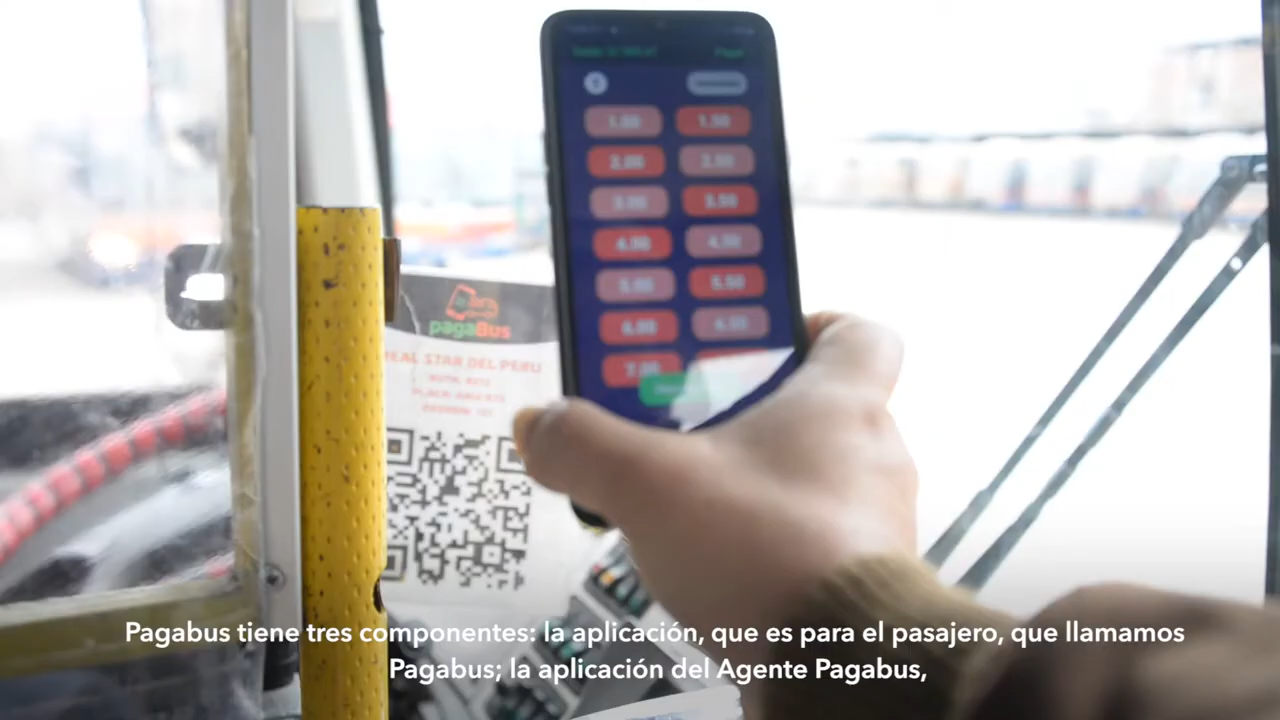 1.00 1.50
2.00 2.50
3.00 3.50
4.00 4.50
5.00 5.50
6.00 6.50
7.00
pagaBus
REAL STAR DEL PERU
Pagabus tiene tres componentes: la aplicación, que es para el pasajero, que llamamos
Pagabus; la aplicación del Agente Pagabus,